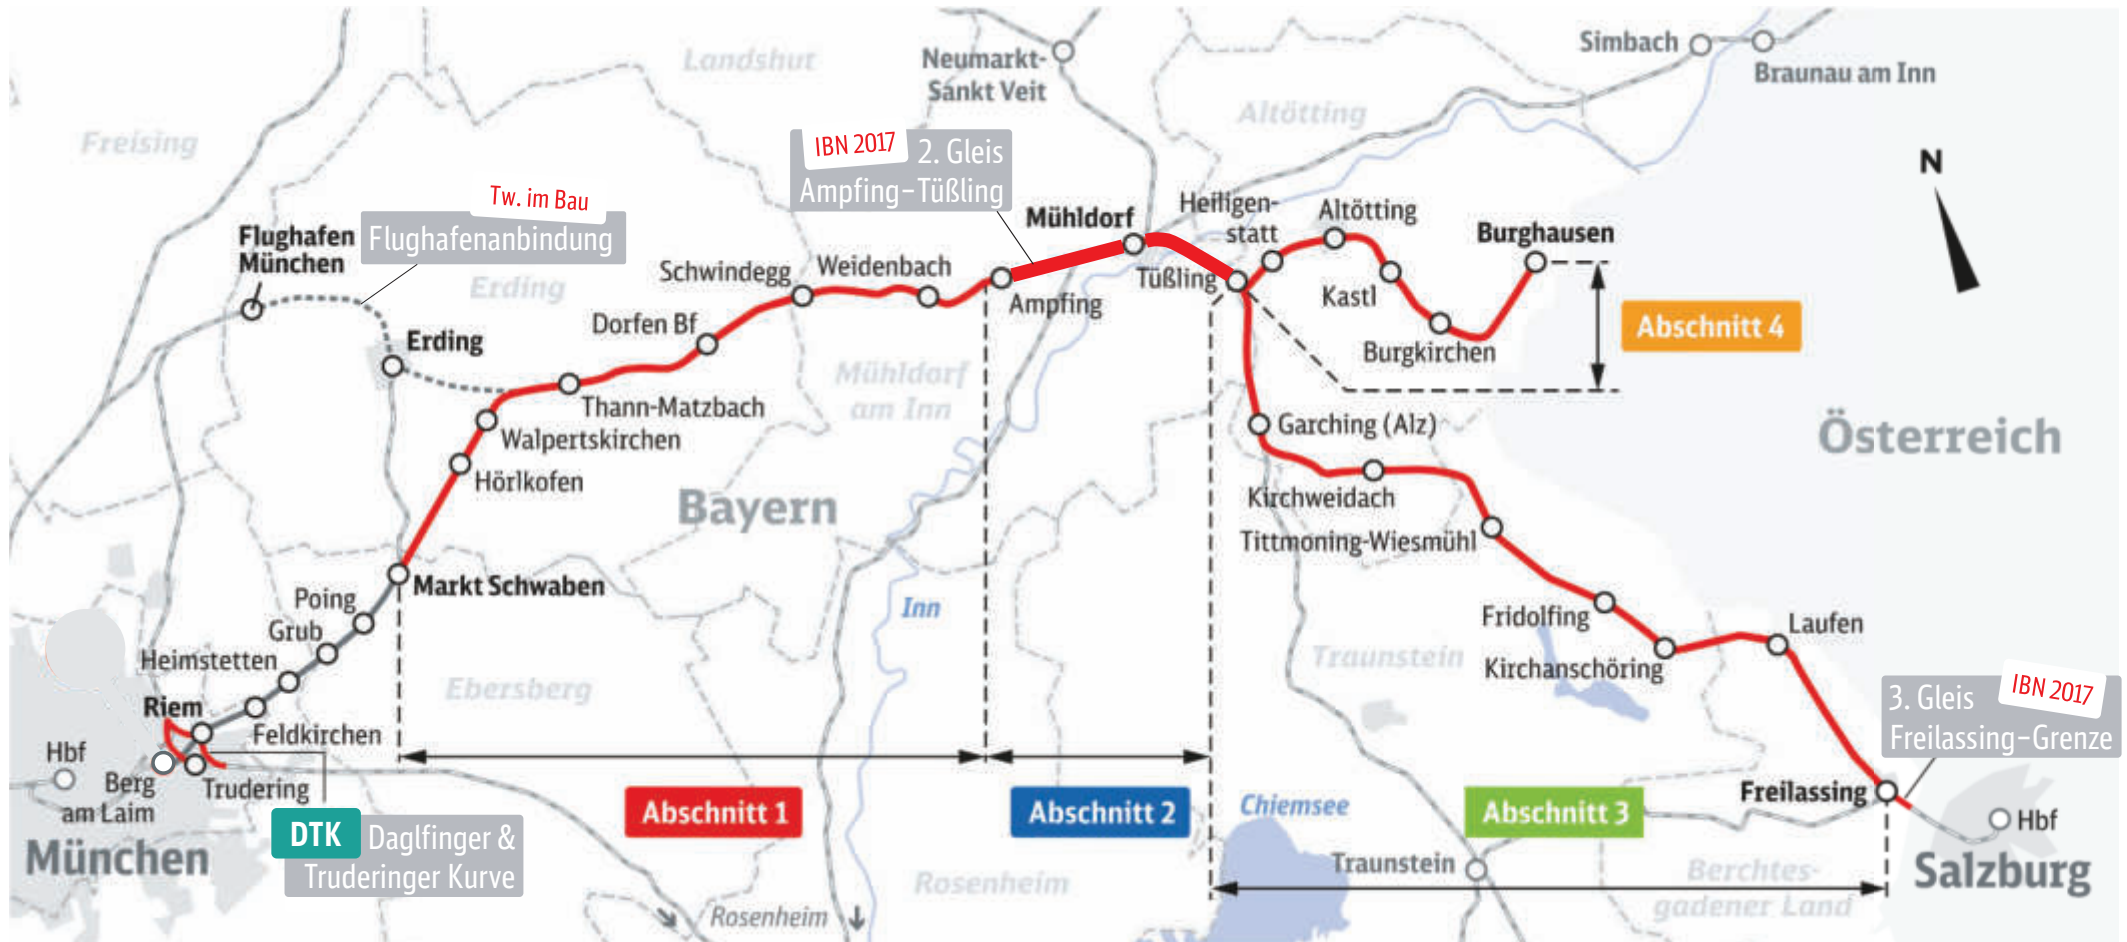 Landshut
Neumarkt-
Sankt Veit
Simbach
Braunau am Inn
Freising
Altötting
IBN 2017
2. Gleis
Ampfing–Tüßling
N
Tw. im Bau
Flughafenanbindung
Flughafen
München
Erding
Schwindegg
Weidenbach
Mühldorf
Heiligen-
statt
Altötting
Burghausen
Ampfing
Tüßling
Kastl
Burgkirchen
Abschnitt 4
Dorfen Bf
Erding
Mühldorf
am Inn
Thann-Matzbach
Walpertskirchen
Hörlkofen
Garching (Alz)
Österreich
Kirchweidach
Bayern
Tittmoning-Wiesmühl
Markt Schwaben
Poing
Grub
Heimstetten
Inn
Fridolfing
Laufen
Traunstein
Kirchanschöring
Ebersberg
Riem
Feldkirchen
3. Gleis
IBN 2017
Freilassing–Grenze
Hbf
Berg
am Laim
Trudering
München
DTK
Daglfinger &
Truderinger Kurve
Abschnitt 1
Abschnitt 2
Chiemsee
Abschnitt 3
Freilassing
Hbf
Salzburg
Traunstein
Rosenheim
Berchtes-
gadener Land
Rosenheim